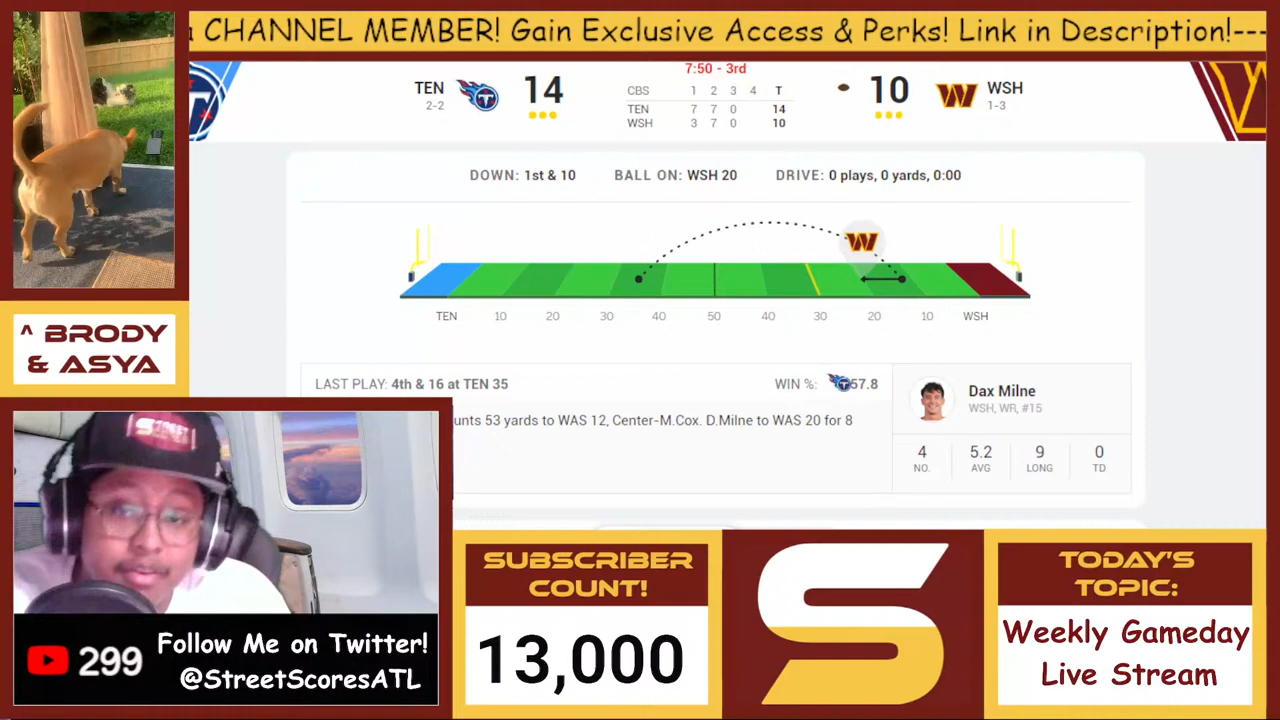 CHANNEL MEMBER! Gain Exclusive Access & Perks! Link in Description!---
7:50 - 3rd
TEN
2-2
14
CBS 1 2 3 4 T
TEN 7 7 0 14
WSH 3 7 0 10
10
WSH
1-3
DOWN: 1st & 10 BALL ON: WSH 20 DRIVE: 0 plays, 0 yards, 0:00
W
TEN 10 20 30 40 50 40 30 20 10 WSH
LAST PLAY: 4th & 16 at TEN 35 WIN %: 57.8
unts 53 yards to WAS 12, Center-M.Cox. D.Milne to WAS 20 for 8
Dax Milne
WSH, WR, #15
4 5.2 9 0
NO. AVG LONG TD
^ BRODY
& ASYA
299
Follow Me on Twitter!
@StreetScoresATL
SUBSCRIBER
COUNT!
13,000
S
TODAY'S
TOPIC:
Weekly Gameday
Live Stream